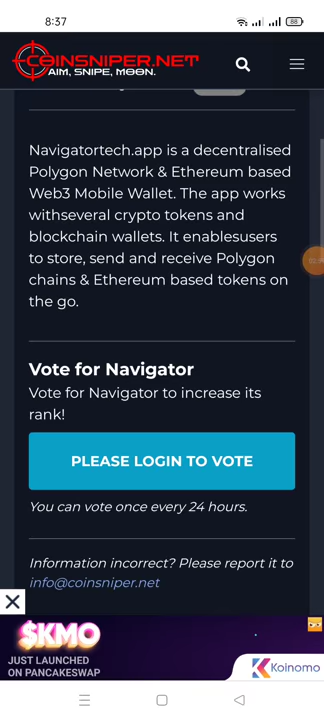 8:37
88
COINSNIPER.NET
AIM, SNIPE, MOON.
Navigatortech.app is a decentralised
Polygon Network & Ethereum based
Web3 Mobile Wallet. The app works
withseveral crypto tokens and
blockchain wallets. It enablesusers
to store, send and receive Polygon
chains & Ethereum based tokens on
the go.
Vote for Navigator
Vote for Navigator to increase its
rank!
PLEASE LOGIN TO VOTE
You can vote once every 24 hours.
Information incorrect? Please report it to
info@coinsniper.net
$KMO
JUST LAUNCHED
ON PANCAKESWAP
Koinomo